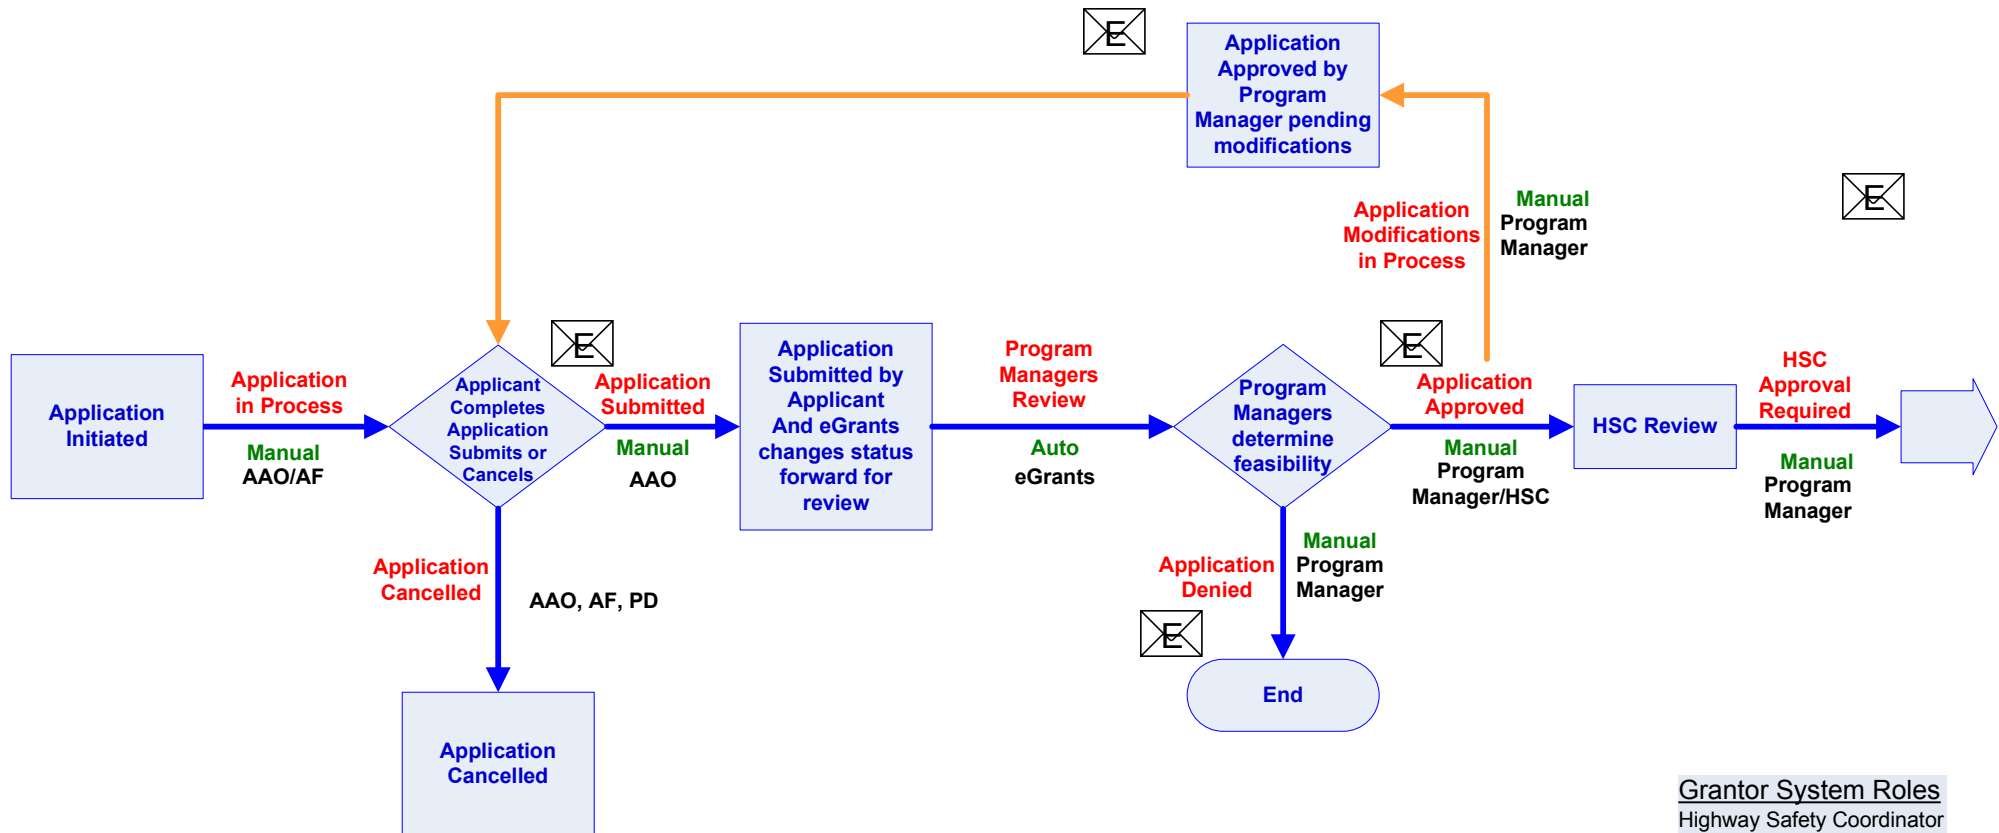 E
Application
Approved by
Program
Manager pending
modifications
E
Application
Modifications
in Process
Manual
Program
Manager
Application
Initiated
Application
in Process
Manual
AAO/AF
Applicant
Completes
Application
Submits or
Cancels
E
Application
Submitted
Manual
AAO
Application
Submitted by
Applicant
And eGrants
changes status
forward for
review
Program
Managers
Review
Auto
eGrants
Program
Managers
determine
feasibility
E
Application
Approved
Manual
Program
Manager/HSC
HSC Review
HSC
Approval
Required
Manual
Program
Manager
Application
Cancelled
AAO, AF, PD
Application
Cancelled
Application
Denied
Manual
Program
Manager
E
End
Grantor System Roles
Highway Safety Coordinator